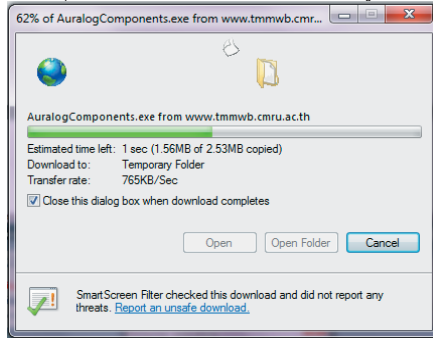 62% of AuralogComponents.exe from www.tmmwb.cmr...
AuralogComponents.exe from www.tmmwb.cmru.ac.th
Estimated time left: 1 sec (1.56MB of 2.53MB copied)
Download to: Temporary Folder
Transfer rate: 765KB/Sec
Close this dialog box when download completes
Open Open Folder Cancel
SmartScreen Filter checked this download and did not report any
threats. Report an unsafe download.